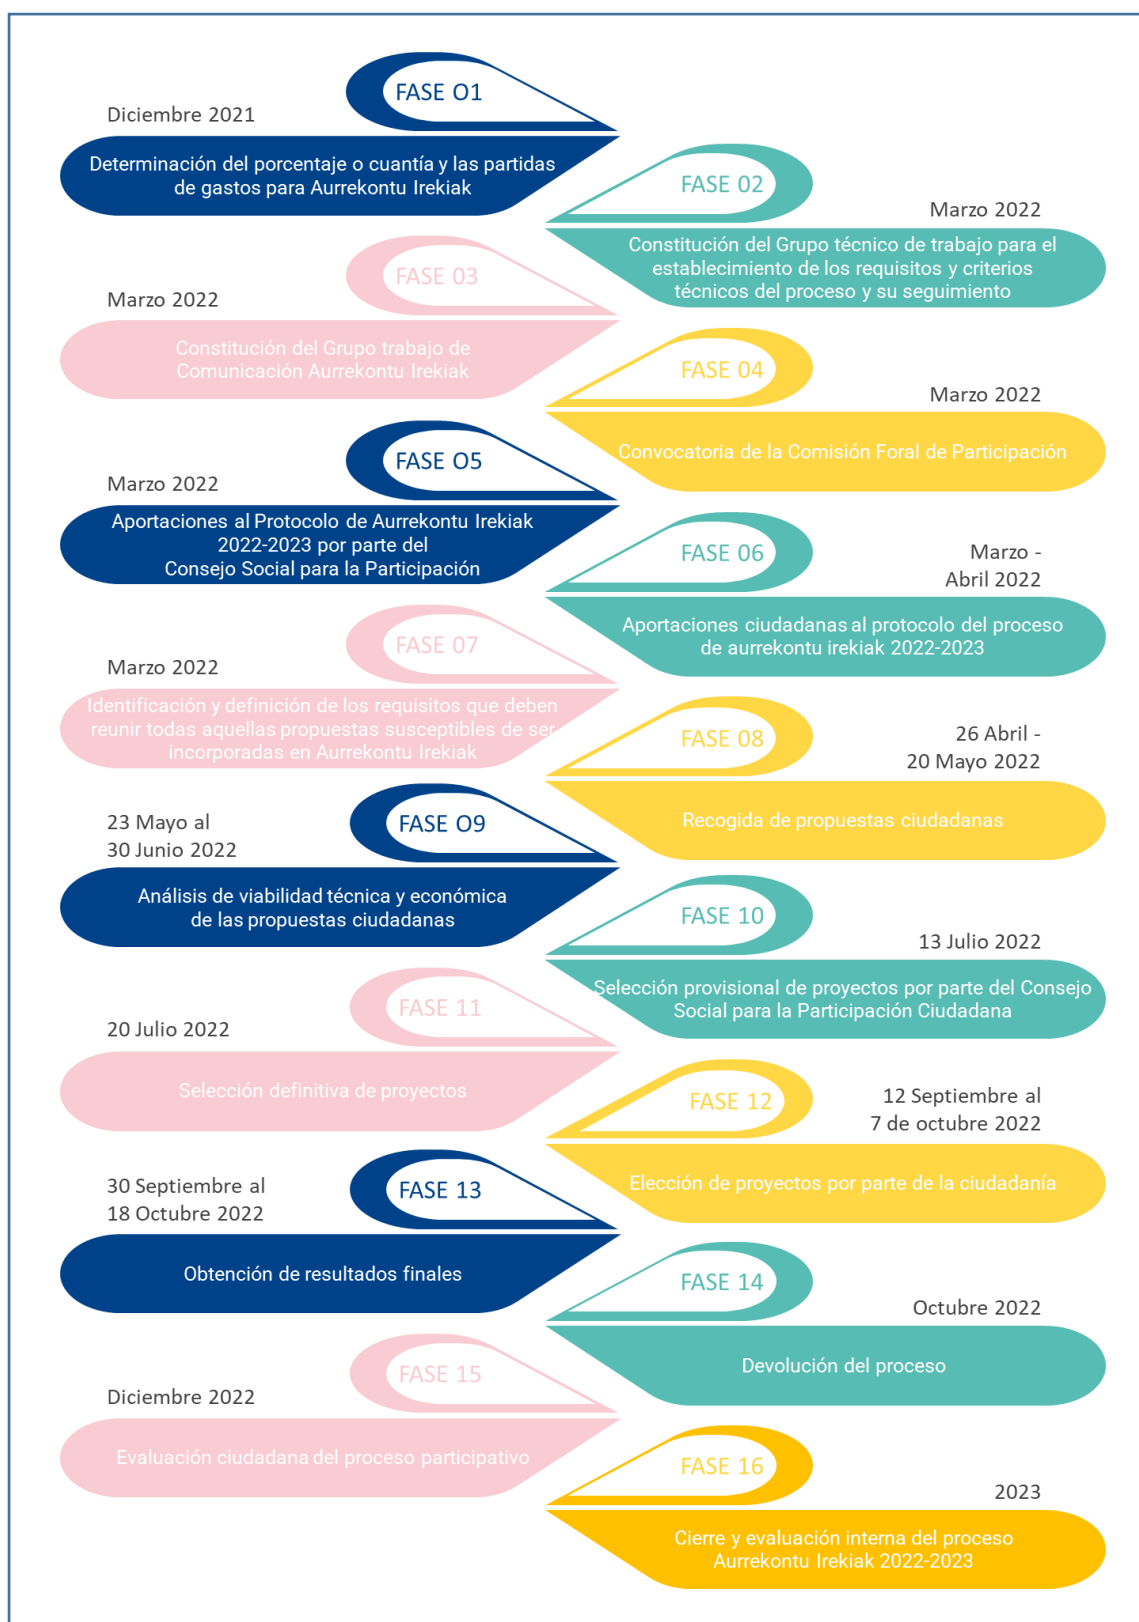 FASE O1
Diciembre 2021
Determinación del porcentaje o cuantía y las partidas
de gastos para Aurrekontu Irekiak
FASE 02
Marzo 2022
Constitución del Grupo técnico de trabajo para el
establecimiento de los requisitos y criterios
técnicos del proceso y su seguimiento
FASE 03
Marzo 2022
Constitución del Grupo trabajo de
Comunicación Aurrekontu Irekiak
FASE 04
Marzo 2022
Convocatoria de la Comisión Foral de Participación
FASE O5
Marzo 2022
Aportaciones al Protocolo de Aurrekontu Irekiak
2022-2023 por parte del
Consejo Social para la Participación
FASE 06
Marzo -
Abril 2022
Aportaciones ciudadanas al protocolo del proceso
de aurrekontu irekiak 2022-2023
FASE 07
Marzo 2022
Identificación y definición de los requisitos que deben
reunir todas aquellas propuestas susceptibles de ser
incorporadas en Aurrekontu Irekiak
FASE 08
26 Abril -
20 Mayo 2022
Recogida de propuestas ciudadanas
FASE O9
23 Mayo al
30 Junio 2022
Análisis de viabilidad técnica y económica
de las propuestas ciudadanas
FASE 10
13 Julio 2022
Selección provisional de proyectos por parte del Consejo
Social para la Participación Ciudadana
FASE 11
20 Julio 2022
Selección definitiva de proyectos
FASE 12
12 Septiembre al
7 de octubre 2022
Elección de proyectos por parte de la ciudadanía
FASE 13
30 Septiembre al
18 Octubre 2022
Obtención de resultados finales
FASE 14
Octubre 2022
Devolución del proceso
FASE 15
Diciembre 2022
Evaluación ciudadana del proceso participativo
FASE 16
2023
Cierre y evaluación interna del proceso
Aurrekontu Irekiak 2022-2023